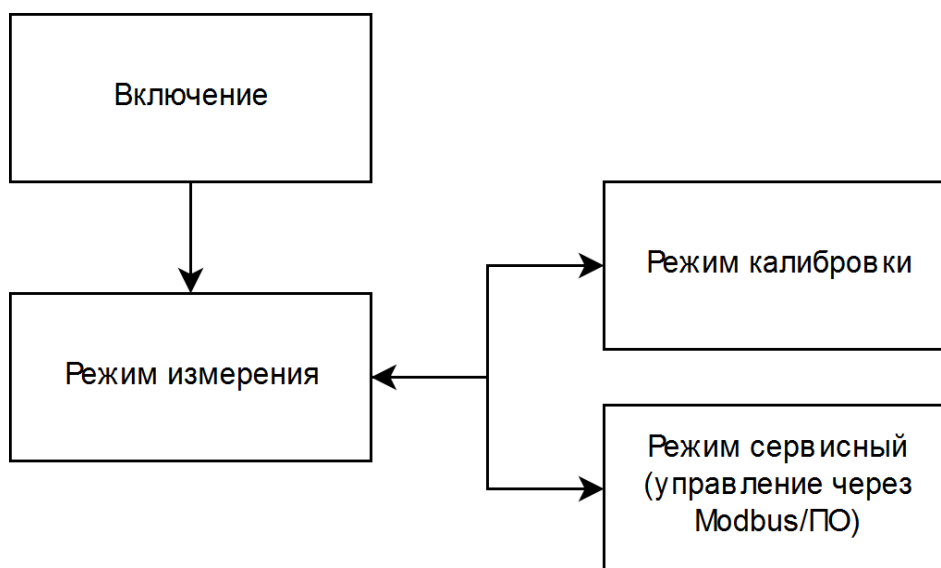 Включение
Режим калибровки
Режим измерения
Режим сервисный
(управление через
Modbus/ПО)